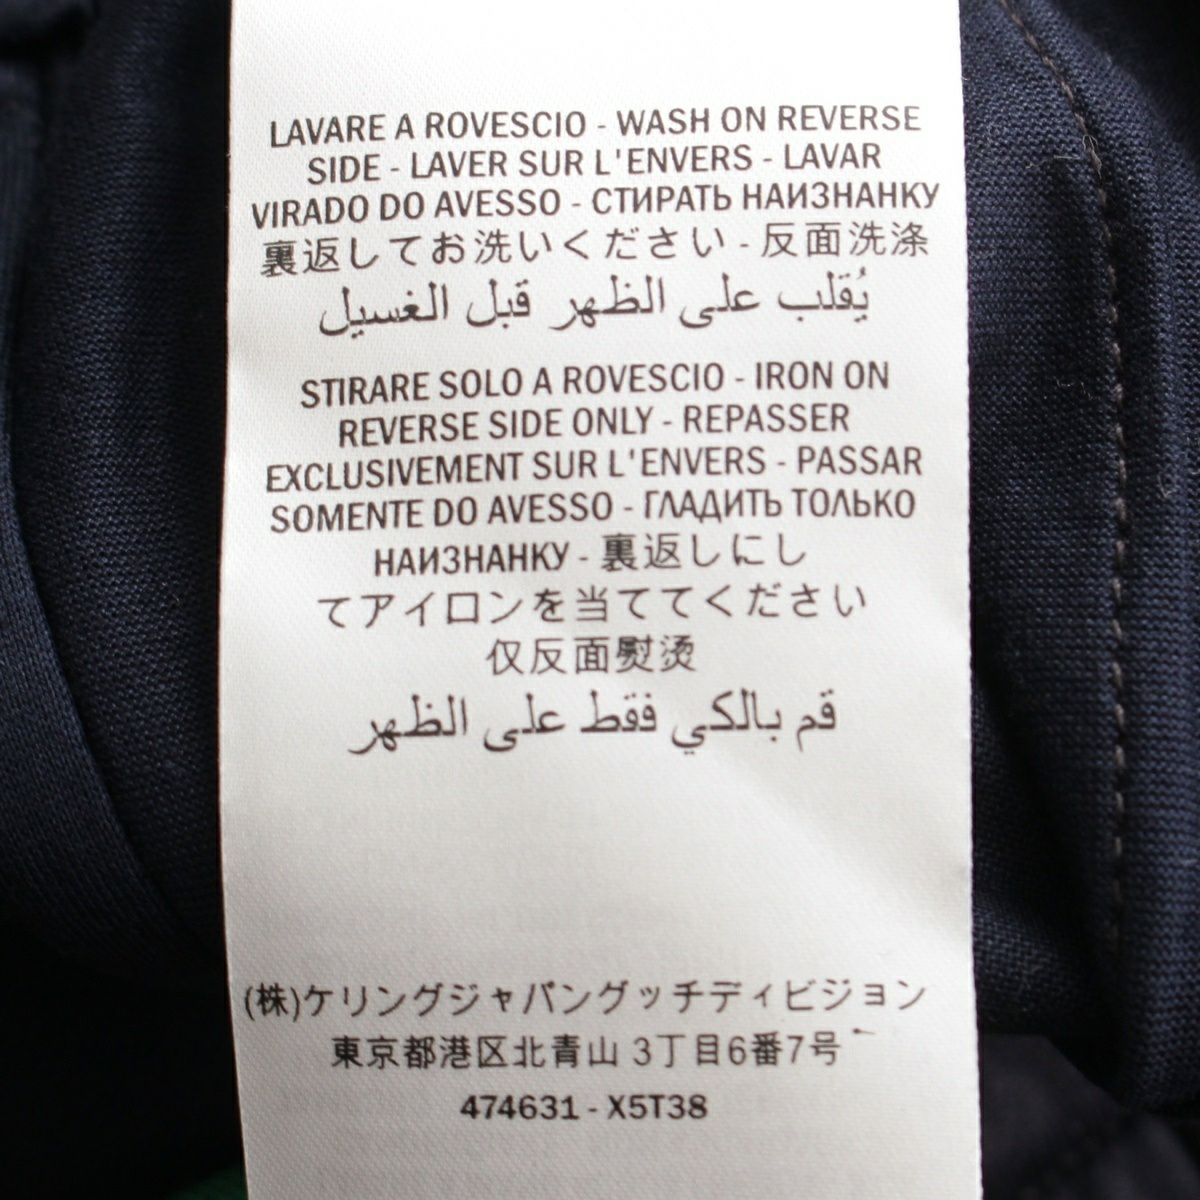 LAVARE A ROVESCIO - WASH ON REVERSE
SIDE - LAVER SUR L'ENVERS - LAVAR
VIRADO DO AVESSO - СТИРАТЬ НАИЗНАНКУ
裏返してお洗いください - 反面洗涤
يُقلب على الظهر قبل الغسيل
STIRARE SOLO A ROVESCIO - IRON ON
REVERSE SIDE ONLY - REPASSER
EXCLUSIVEMENT SUR L'ENVERS - PASSAR
SOMENTE DO AVESSO - ГЛАДИТЬ ТОЛЬКО
НАИЗНАНКУ - 裏返しにし
てアイロンを当ててください
仅反面熨烫
قم بالكي فقط على الظهر
(株)ケリングジャパングッチディビジョン
東京都港区北青山 3丁目6番7号
474631 - X5T38